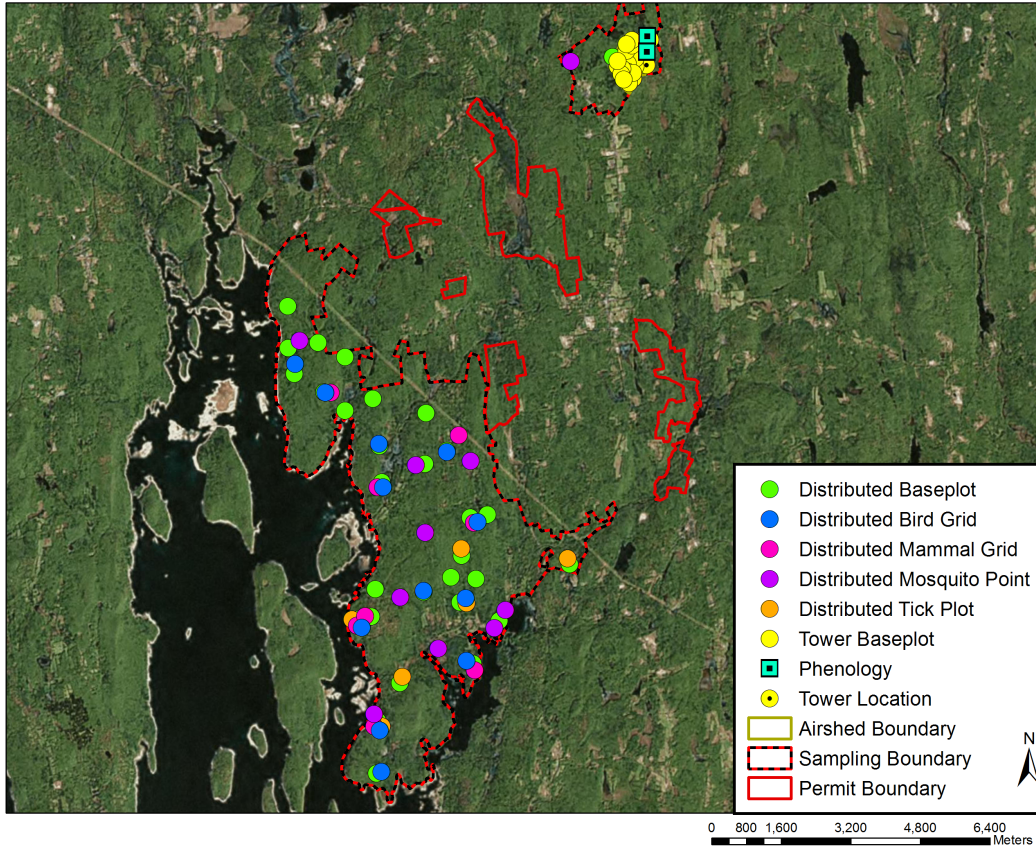 Distributed Baseplot
Distributed Bird Grid
Distributed Mammal Grid
Distributed Mosquito Point
Distributed Tick Plot
Tower Baseplot
Phenology
Tower Location
Airshed Boundary
Sampling Boundary
Permit Boundary
N
0 800 1,600 3,200 4,800 6,400
Meters